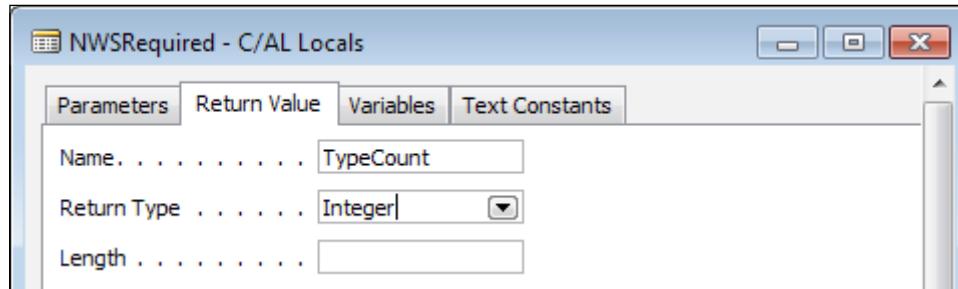 NWSRequired - C/AL Locals
Parameters Return Value Variables Text Constants
Name. . . . . . . . . . TypeCount
Return Type . . . . . . Integer
Length . . . . . . . . .